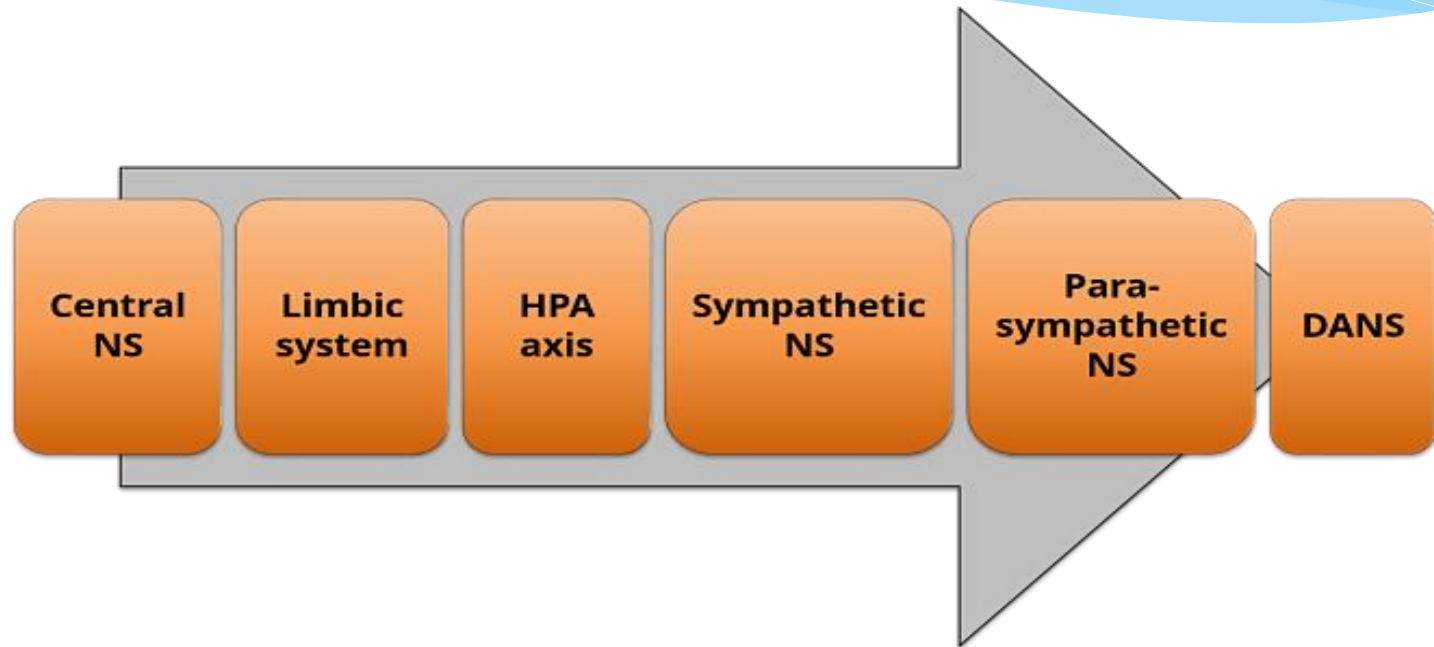 Central
NS
Limbic
system
HPA
axis
Sympathetic
NS
Para-
sympathetic
NS
DANS